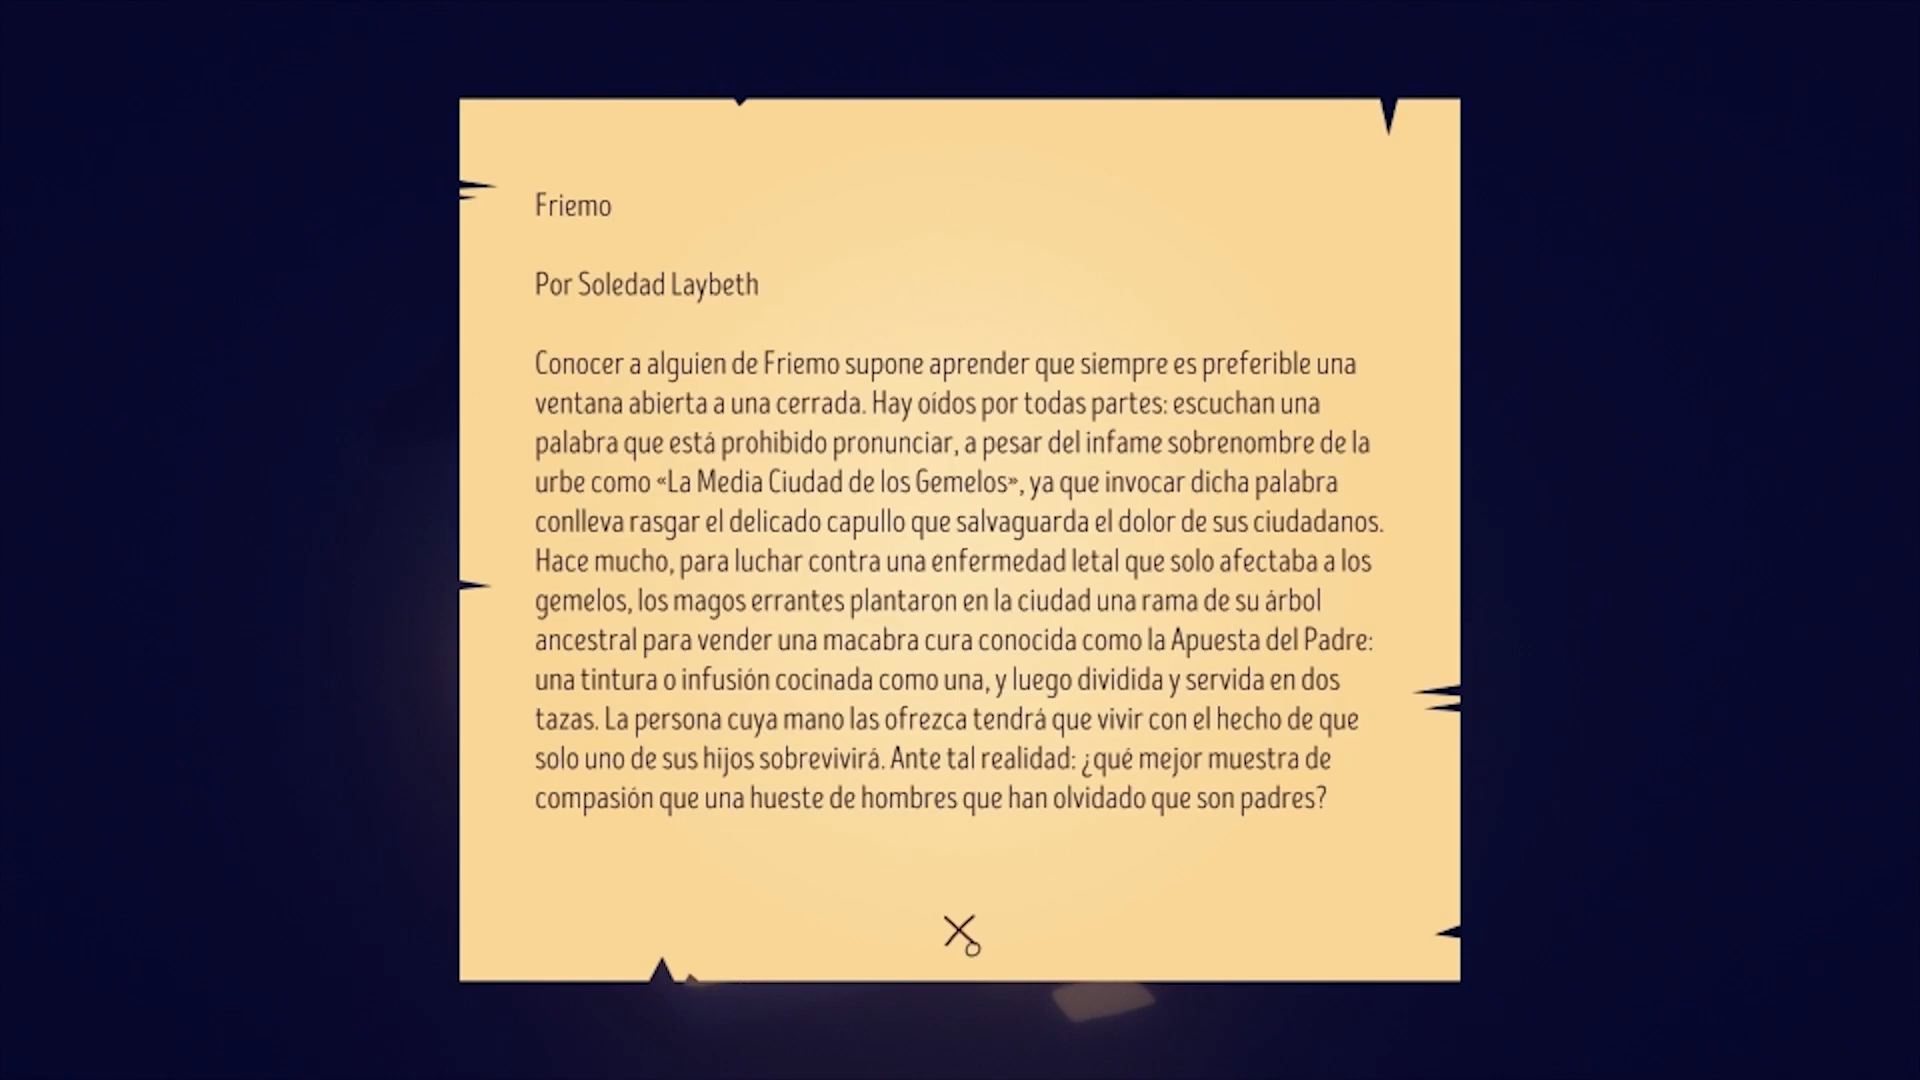 Friemo
Por Soledad Laybeth
Conocer a alguien de Friemo supone aprender que siempre es preferible una
ventana abierta a una cerrada. Hay oídos por todas partes: escuchan una
palabra que está prohibido pronunciar, a pesar del infame sobrenombre de la
urbe como «La Media Ciudad de los Gemelos», ya que invocar dicha palabra
conlleva rasgar el delicado capullo que salvaguarda el dolor de sus ciudadanos.
Hace mucho, para luchar contra una enfermedad letal que solo afectaba a los
gemelos, los magos errantes plantaron en la ciudad una rama de su árbol
ancestral para vender una macabra cura conocida como la Apuesta del Padre:
una tintura o infusión cocinada como una, y luego dividida y servida en dos
tazas. La persona cuya mano las ofrezca tendrá que vivir con el hecho de que
solo uno de sus hijos sobrevivirá. Ante tal realidad: ¿qué mejor muestra de
compasión que una hueste de hombres que han olvidado que son padres?